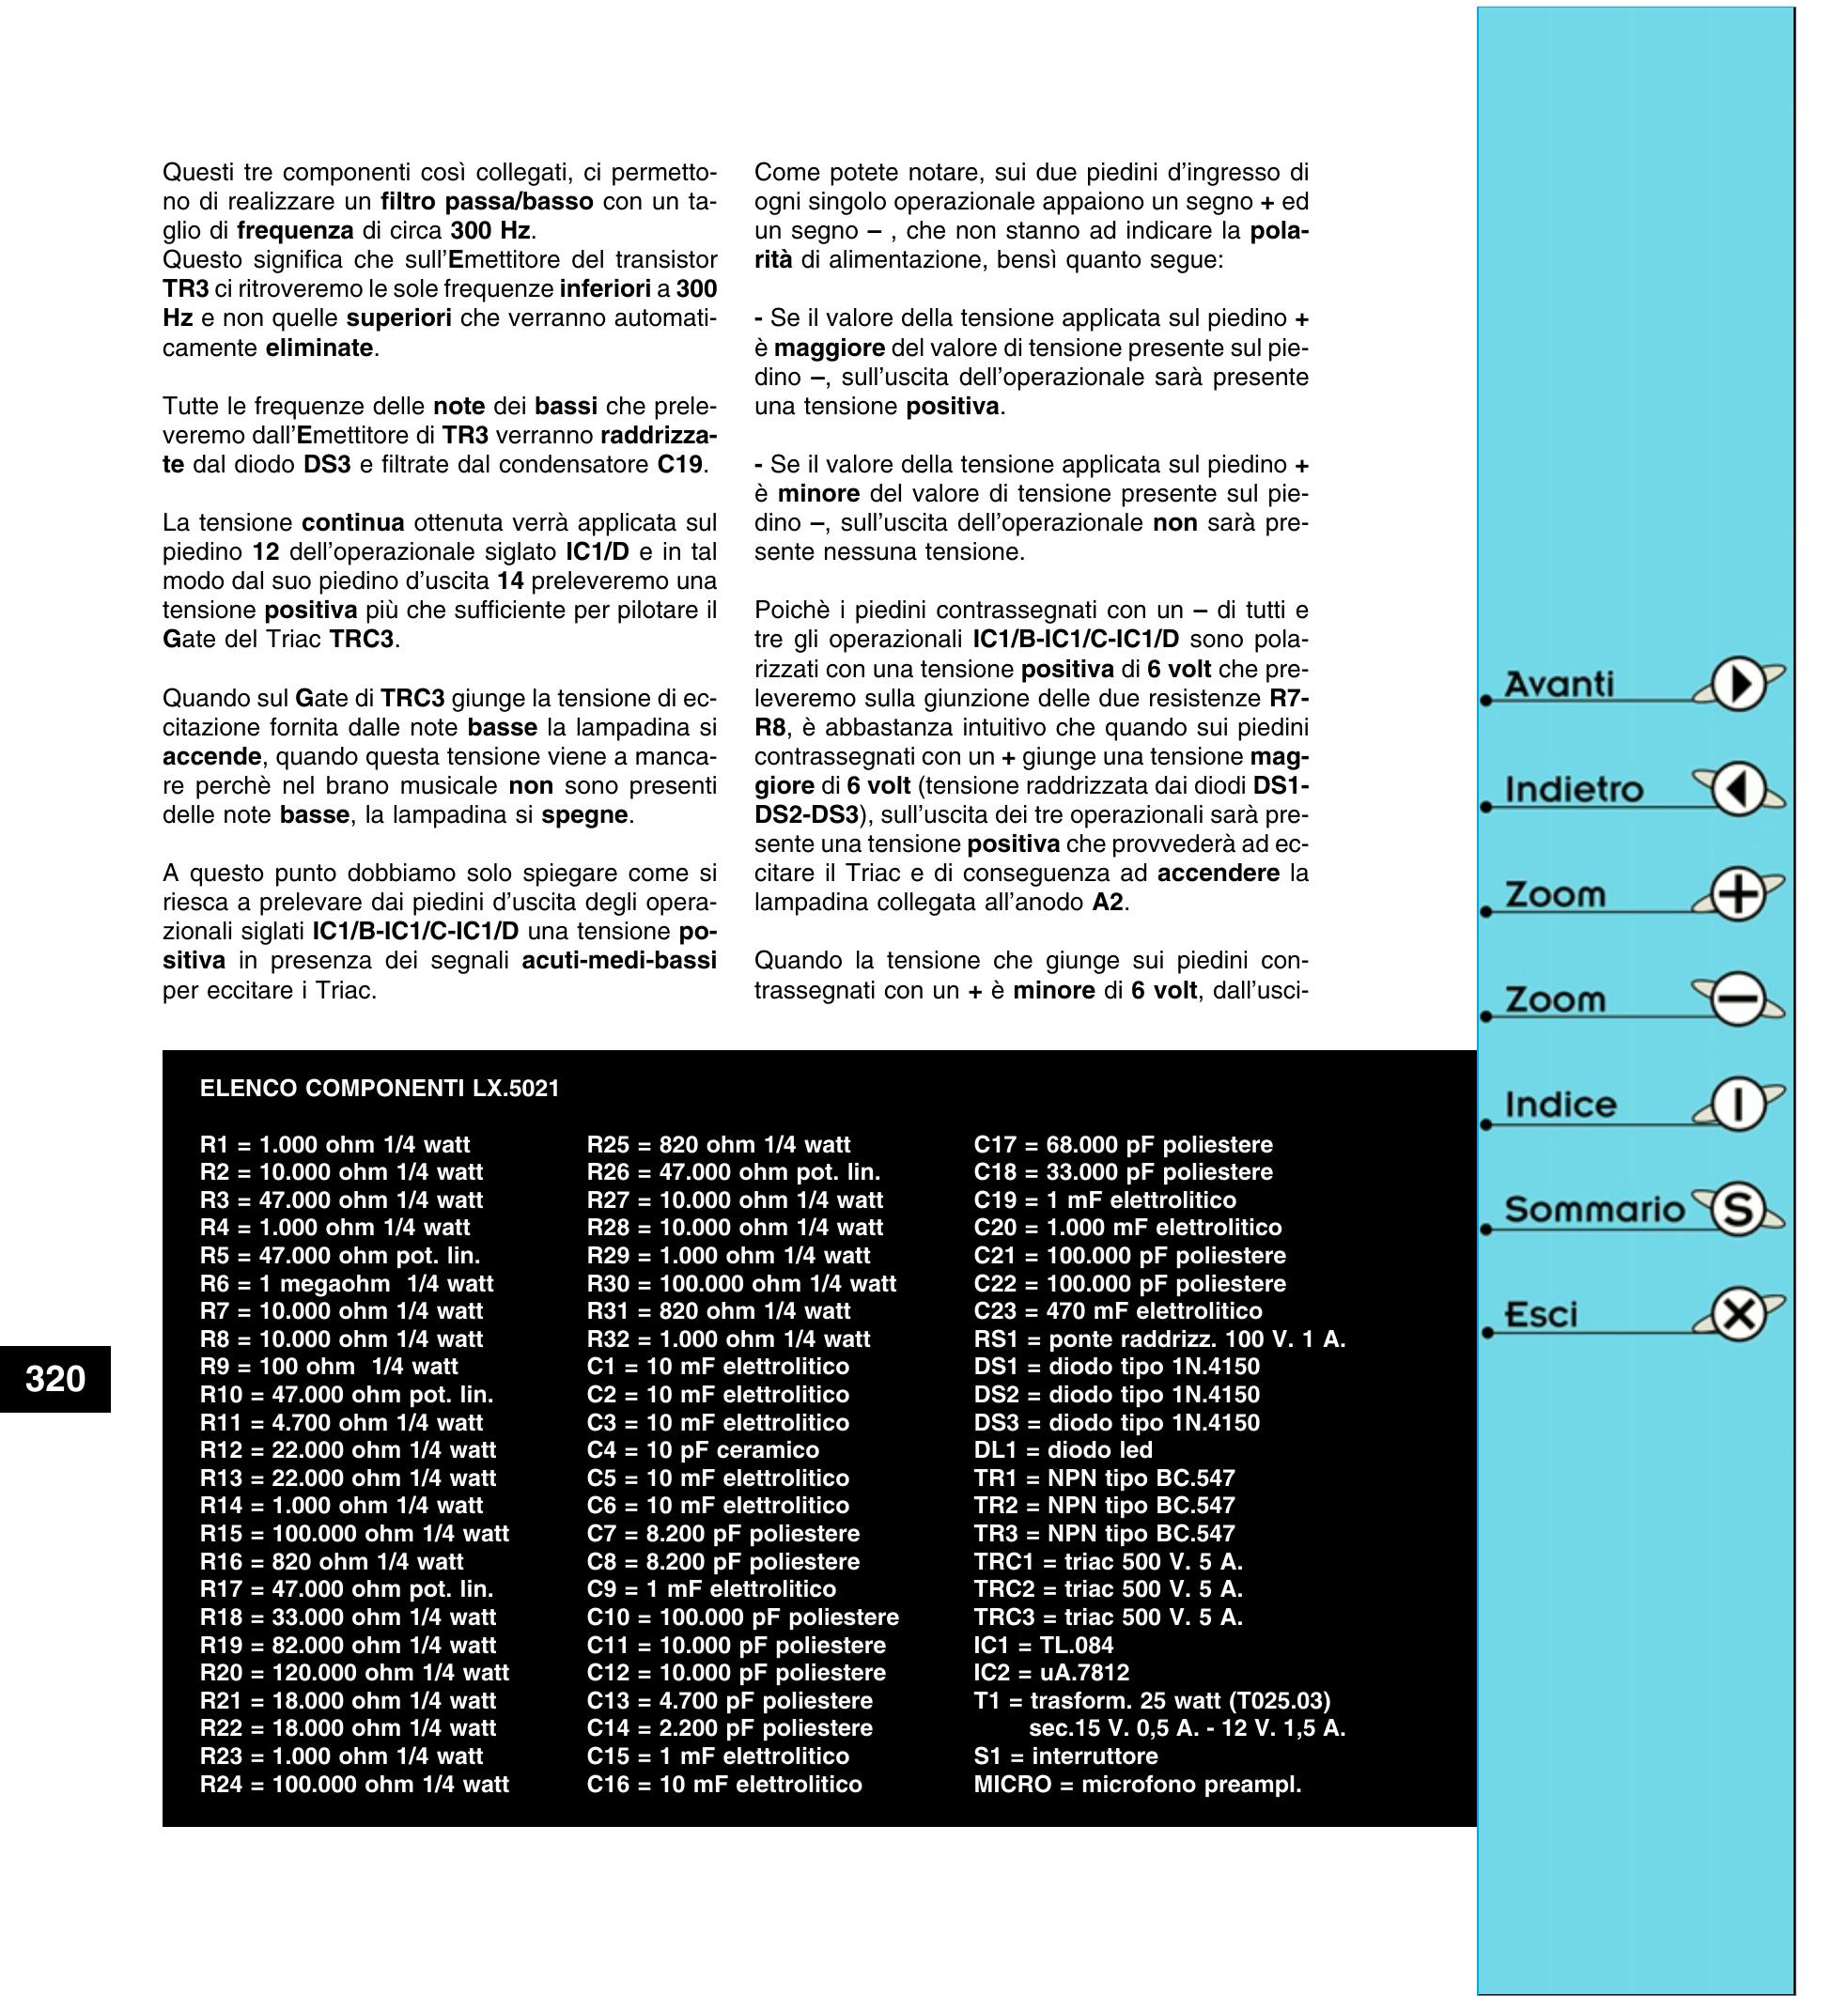 Questi tre componenti così collegati, ci permetto-
no di realizzare un filtro passa/basso con un ta-
glio di frequenza di circa 300 Hz.
Questo significa che sull'Emettitore del transistor
TR3 ci ritroveremo le sole frequenze inferiori a 300
Hz e non quelle superiori che verranno automati-
camente eliminate.
Tutte le frequenze delle note dei bassi che prele-
veremo dall'Emettitore di TR3 verranno raddrizza-
te dal diodo DS3 e filtrate dal condensatore C19.
La tensione continua ottenuta verrà applicata sul
piedino 12 dell'operazionale siglato IC1/D e in tal
modo dal suo piedino d'uscita 14 preleveremo una
tensione positiva più che sufficiente per pilotare il
Gate del Triac TRC3.
Quando sul Gate di TRC3 giunge la tensione di ec-
citazione fornita dalle note basse la lampadina si
accende, quando questa tensione viene a manca-
re perchè nel brano musicale non sono presenti
delle note basse, la lampadina si spegne.
A questo punto dobbiamo solo spiegare come si
riesca a prelevare dai piedini d'uscita degli opera-
zionali siglati IC1/B-IC1/C-IC1/D una tensione po-
sitiva in presenza dei segnali acuti-medi-bassi
per eccitare i Triac.
Come potete notare, sui due piedini d'ingresso di
ogni singolo operazionale appaiono un segno + ed
un segno – , che non stanno ad indicare la pola-
rità di alimentazione, bensì quanto segue:
- Se il valore della tensione applicata sul piedino +
è maggiore del valore di tensione presente sul pie-
dino –, sull'uscita dell'operazionale sarà presente
una tensione positiva.
- Se il valore della tensione applicata sul piedino +
è minore del valore di tensione presente sul pie-
dino –, sull'uscita dell'operazionale non sarà pre-
sente nessuna tensione.
Poichè i piedini contrassegnati con un – di tutti e
tre gli operazionali IC1/B-IC1/C-IC1/D sono pola-
rizzati con una tensione positiva di 6 volt che pre-
leveremo sulla giunzione delle due resistenze R7-
R8, è abbastanza intuitivo che quando sui piedini
contrassegnati con un + giunge una tensione mag-
giore di 6 volt (tensione raddrizzata dai diodi DS1-
DS2-DS3), sull'uscita dei tre operazionali sarà pre-
sente una tensione positiva che provvederà ad ec-
citare il Triac e di conseguenza ad accendere la
lampadina collegata all'anodo A2.
Quando la tensione che giunge sui piedini con-
trassegnati con un + è minore di 6 volt, dall'usci-
ELENCO COMPONENTI LX.5021
R1 = 1.000 ohm 1/4 watt
R2 = 10.000 ohm 1/4 watt
R3 = 47.000 ohm 1/4 watt
R4 = 1.000 ohm 1/4 watt
R5 = 47.000 ohm pot. lin.
R6 = 1 megaohm 1/4 watt
R7 = 10.000 ohm 1/4 watt
R8 = 10.000 ohm 1/4 watt
R9 = 100 ohm 1/4 watt
R10 = 47.000 ohm pot. lin.
R11 = 4.700 ohm 1/4 watt
R12 = 22.000 ohm 1/4 watt
R13 = 22.000 ohm 1/4 watt
R14 = 1.000 ohm 1/4 watt
R15 = 100.000 ohm 1/4 watt
R16 = 820 ohm 1/4 watt
R17 = 47.000 ohm pot. lin.
R18 = 33.000 ohm 1/4 watt
R19 = 82.000 ohm 1/4 watt
R20 = 120.000 ohm 1/4 watt
R21 = 18.000 ohm 1/4 watt
R22 = 18.000 ohm 1/4 watt
R23 = 1.000 ohm 1/4 watt
R24 = 100.000 ohm 1/4 watt
R25 = 820 ohm 1/4 watt
R26 = 47.000 ohm pot. lin.
R27 = 10.000 ohm 1/4 watt
R28 = 10.000 ohm 1/4 watt
R29 = 1.000 ohm 1/4 watt
R30 = 100.000 ohm 1/4 watt
R31 = 820 ohm 1/4 watt
R32 = 1.000 ohm 1/4 watt
C1 = 10 mF elettrolitico
C2 = 10 mF elettrolitico
C3 = 10 mF elettrolitico
C4 = 10 pF ceramico
C5 = 10 mF elettrolitico
C6 = 10 mF elettrolitico
C7 = 8.200 pF poliestere
C8 = 8.200 pF poliestere
C9 = 1 mF elettrolitico
C10 = 100.000 pF poliestere
C11 = 10.000 pF poliestere
C12 = 10.000 pF poliestere
C13 = 4.700 pF poliestere
C14 = 2.200 pF poliestere
C15 = 1 mF elettrolitico
C16 = 10 mF elettrolitico
C17 = 68.000 pF poliestere
C18 = 33.000 pF poliestere
C19 = 1 mF elettrolitico
C20 = 1.000 mF elettrolitico
C21 = 100.000 pF poliestere
C22 = 100.000 pF poliestere
C23 = 470 mF elettrolitico
RS1 = ponte raddrizz. 100 V. 1 A.
DS1 = diodo tipo 1N.4150
DS2 = diodo tipo 1N.4150
DS3 = diodo tipo 1N.4150
DL1 = diodo led
TR1 = NPN tipo BC.547
TR2 = NPN tipo BC.547
TR3 = NPN tipo BC.547
TRC1 = triac 500 V. 5 A.
TRC2 = triac 500 V. 5 A.
TRC3 = triac 500 V. 5 A.
IC1 = TL.084
IC2 = uA.7812
T1 = trasform. 25 watt (T025.03)
sec.15 V. 0,5 A. - 12 V. 1,5 A.
S1 = interruttore
MICRO = microfono preampl.
320
Avanti
Indietro
Zoom +
Zoom –
Indice I
Sommario S
Esci X